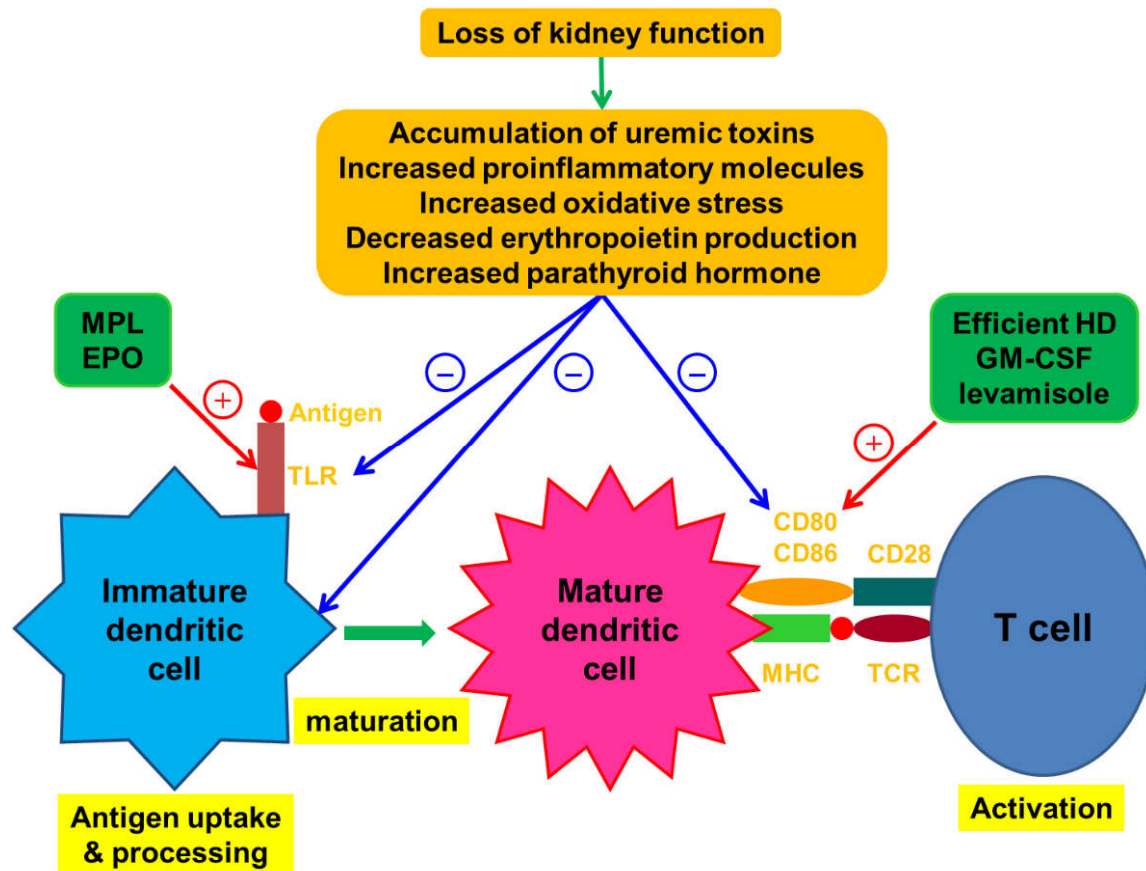 Loss of kidney function
Accumulation of uremic toxins
Increased proinflammatory molecules
Increased oxidative stress
Decreased erythropoietin production
Increased parathyroid hormone
MPL
EPO
Efficient HD
GM-CSF
levamisole
−
−
−
+
+
Antigen
TLR
CD80
CD86
CD28
Immature
dendritic
cell
Mature
dendritic
cell
T cell
MHC
TCR
maturation
Antigen uptake
& processing
Activation